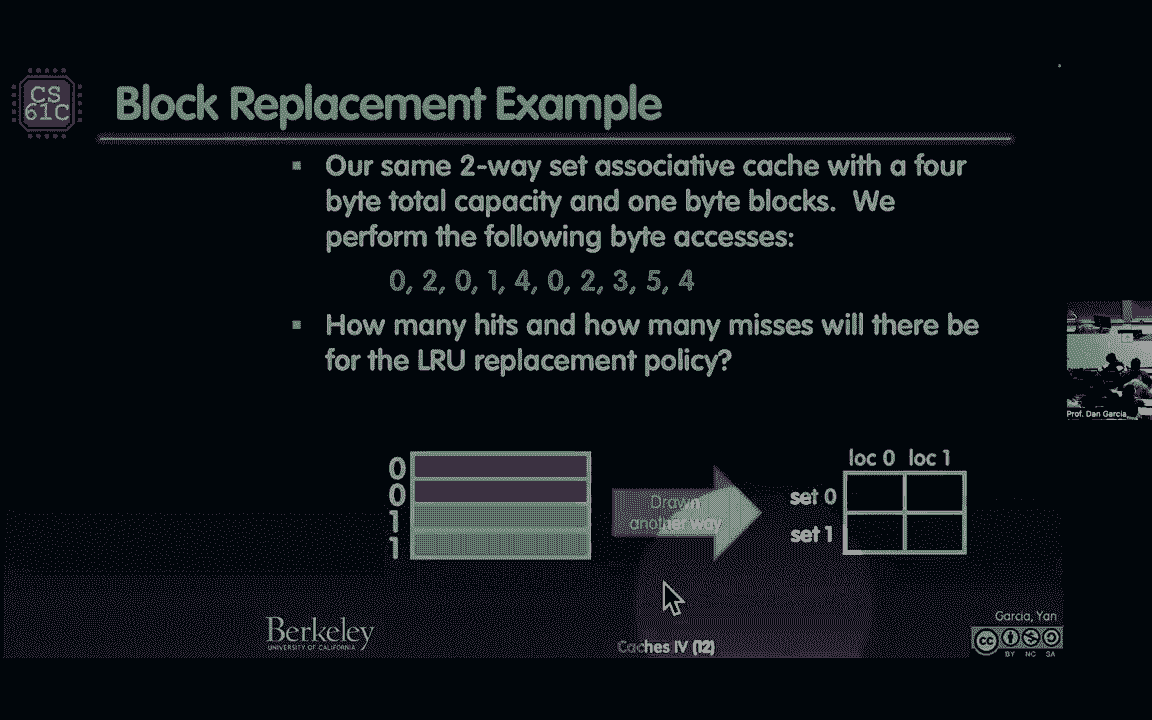 CS
61C
Block Replacement Example
Our same 2-way set associative cache with a four
byte total capacity and one byte blocks. We
perform the following byte accesses:
0, 2, 0, 1, 4, 0, 2, 3, 5, 4
How many hits and how many misses will there be
for the LRU replacement policy?
0
0
1
1
Drawn
another way
loc 0 loc 1
set 0
set 1
Prof. Dan Garcia
Berkeley
UNIVERSITY OF CALIFORNIA
Caches IV (12)
Garcia, Yan
cc
BY NC SA